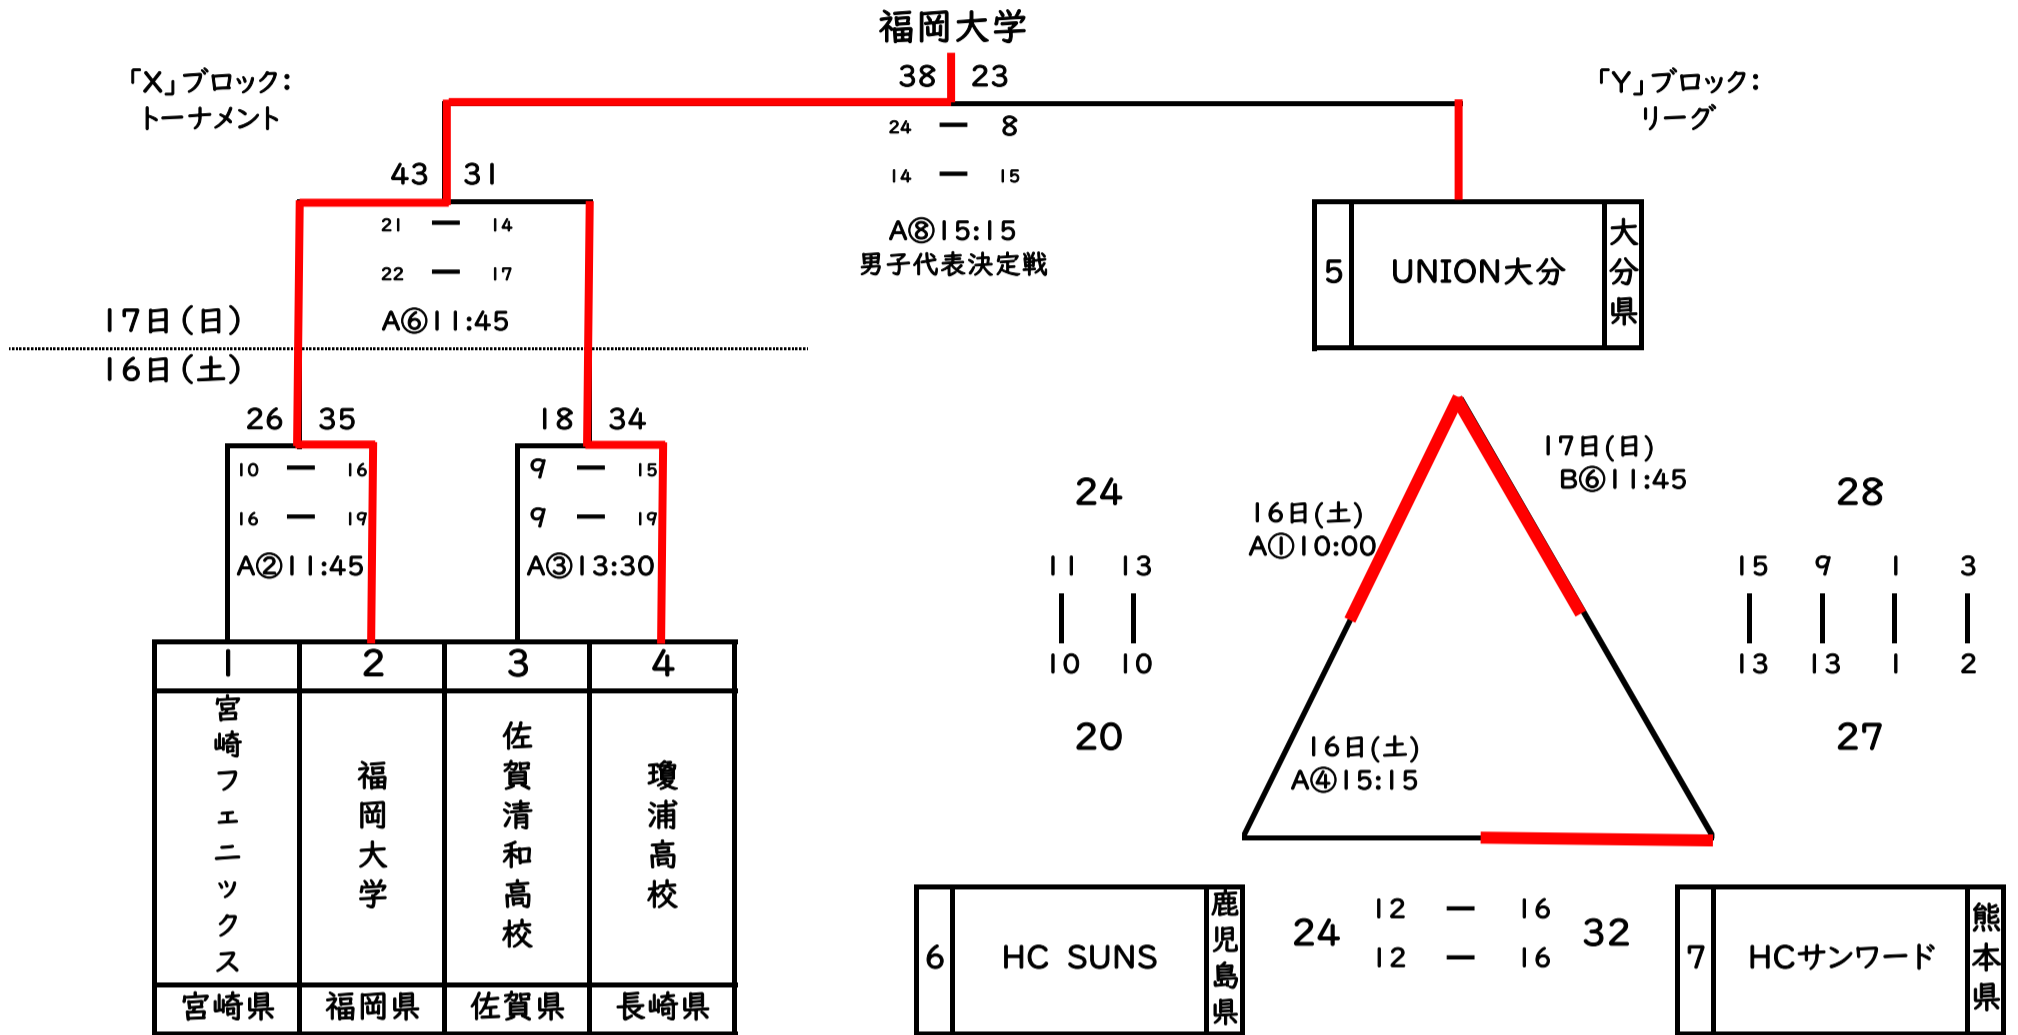 福岡大学
38 23
「X」ブロック：
トーナメント
「Y」ブロック：
リーグ
24 ー 8
14 ー 15
A⑧15:15
男子代表決定戦
43 31
21 ー 14
22 ー 17
A⑥11:45
17日(日)
16日(土)
26 35
10 ー 16
16 ー 19
A②11:45
18 34
9 ー 15
9 ー 19
A③13:30
1
宮崎フェニックス
宮崎県
2
福岡大学
福岡県
3
佐賀清和高校
佐賀県
4
瓊浦高校
長崎県
5
UNION大分
大分県
24
11 13
ー ー
10 10
20
16日(土)
A①10:00
17日(日)
B⑥11:45
28
15 9 1 3
ー ー ー ー
13 13 1 2
27
16日(土)
A④15:15
6
HC SUNS
鹿児島県
24
12 ー 16
12 ー 16
32
7
HCサンワード
熊本県